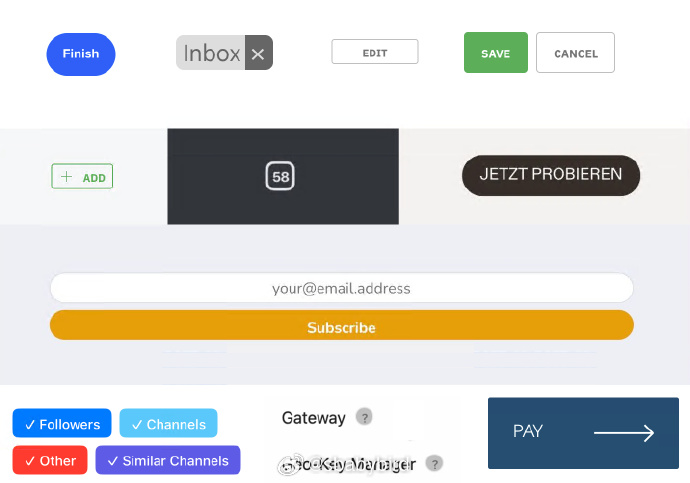 Finish
Inbox ×
EDIT
SAVE
CANCEL
+ ADD
58
JETZT PROBIEREN
your@email.address
Subscribe
✓ Followers
✓ Channels
✓ Other
✓ Similar Channels
Gateway ?
Key Manager ?
PAY →